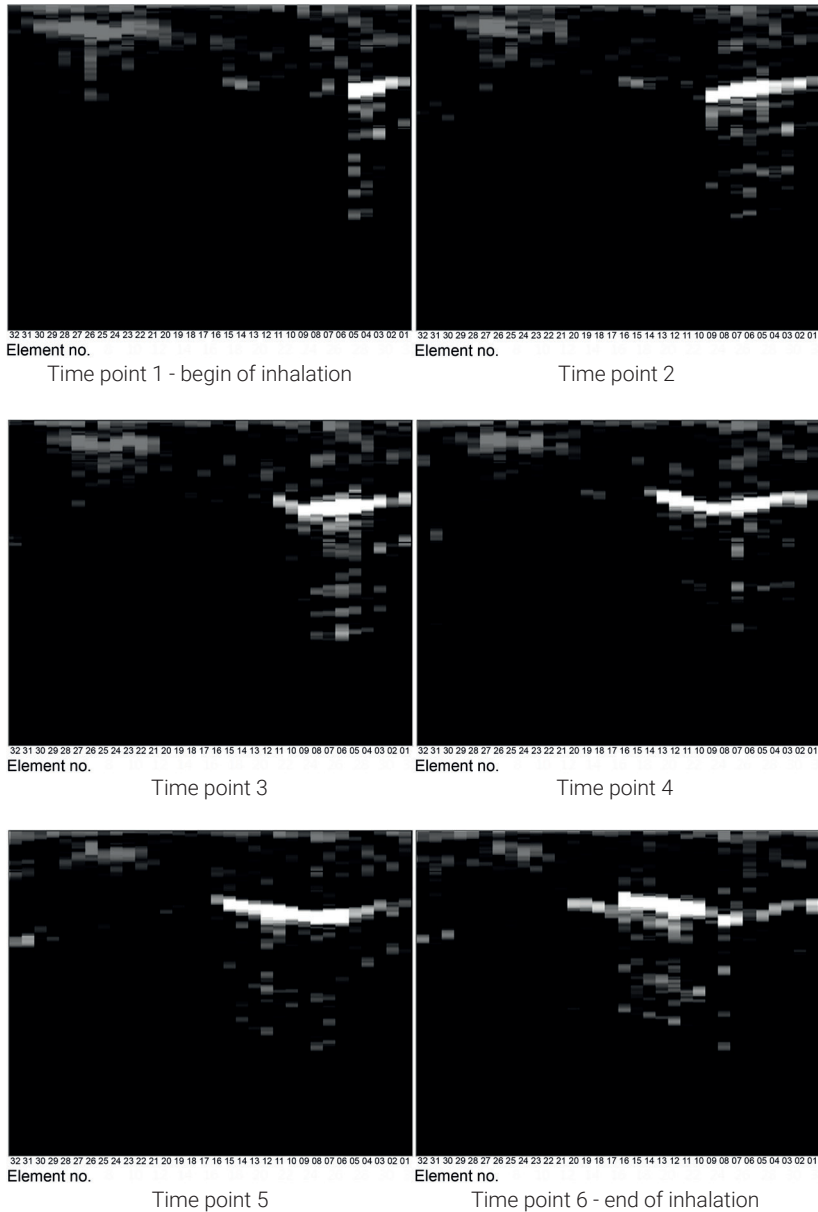 32 31 30 29 28 27 26 25 24 23 22 21 20 19 18 17 16 15 14 13 12 11 10 09 08 07 06 05 04 03 02 01
Element no.
Time point 1 - begin of inhalation
32 31 30 29 28 27 26 25 24 23 22 21 20 19 18 17 16 15 14 13 12 11 10 09 08 07 06 05 04 03 02 01
Element no.
Time point 2
32 31 30 29 28 27 26 25 24 23 22 21 20 19 18 17 16 15 14 13 12 11 10 09 08 07 06 05 04 03 02 01
Element no.
Time point 3
32 31 30 29 28 27 26 25 24 23 22 21 20 19 18 17 16 15 14 13 12 11 10 09 08 07 06 05 04 03 02 01
Element no.
Time point 4
32 31 30 29 28 27 26 25 24 23 22 21 20 19 18 17 16 15 14 13 12 11 10 09 08 07 06 05 04 03 02 01
Element no.
Time point 5
32 31 30 29 28 27 26 25 24 23 22 21 20 19 18 17 16 15 14 13 12 11 10 09 08 07 06 05 04 03 02 01
Element no.
Time point 6 - end of inhalation